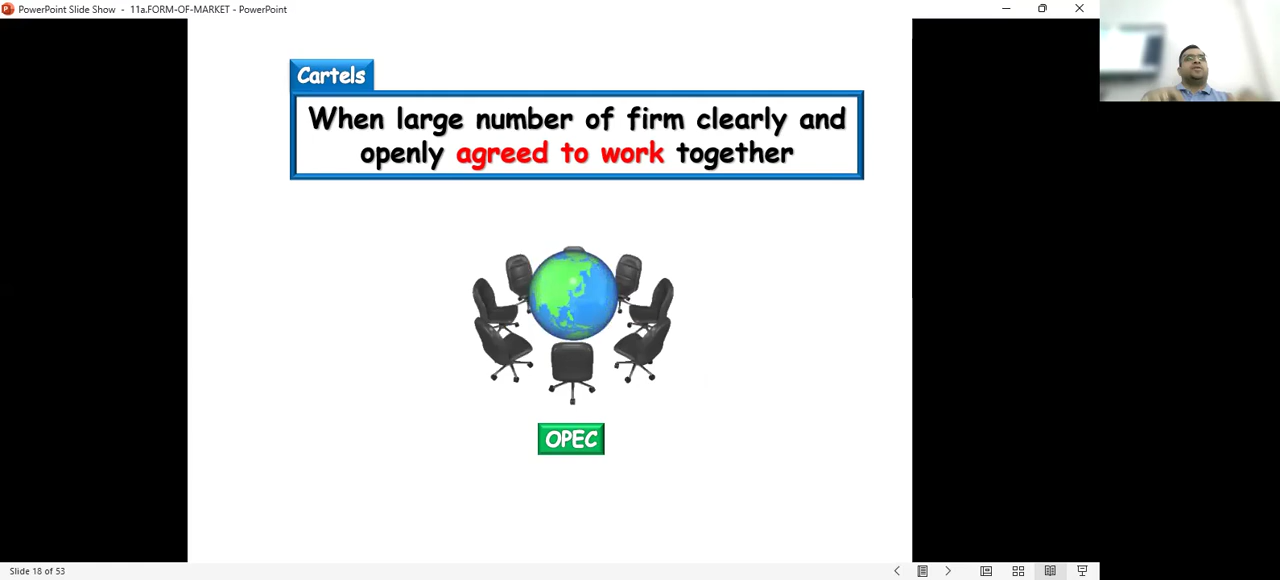 PowerPoint Slide Show - 11a.FORM-OF-MARKET - PowerPoint
Cartels
When large number of firm clearly and
openly agreed to work together
OPEC
Slide 18 of 53